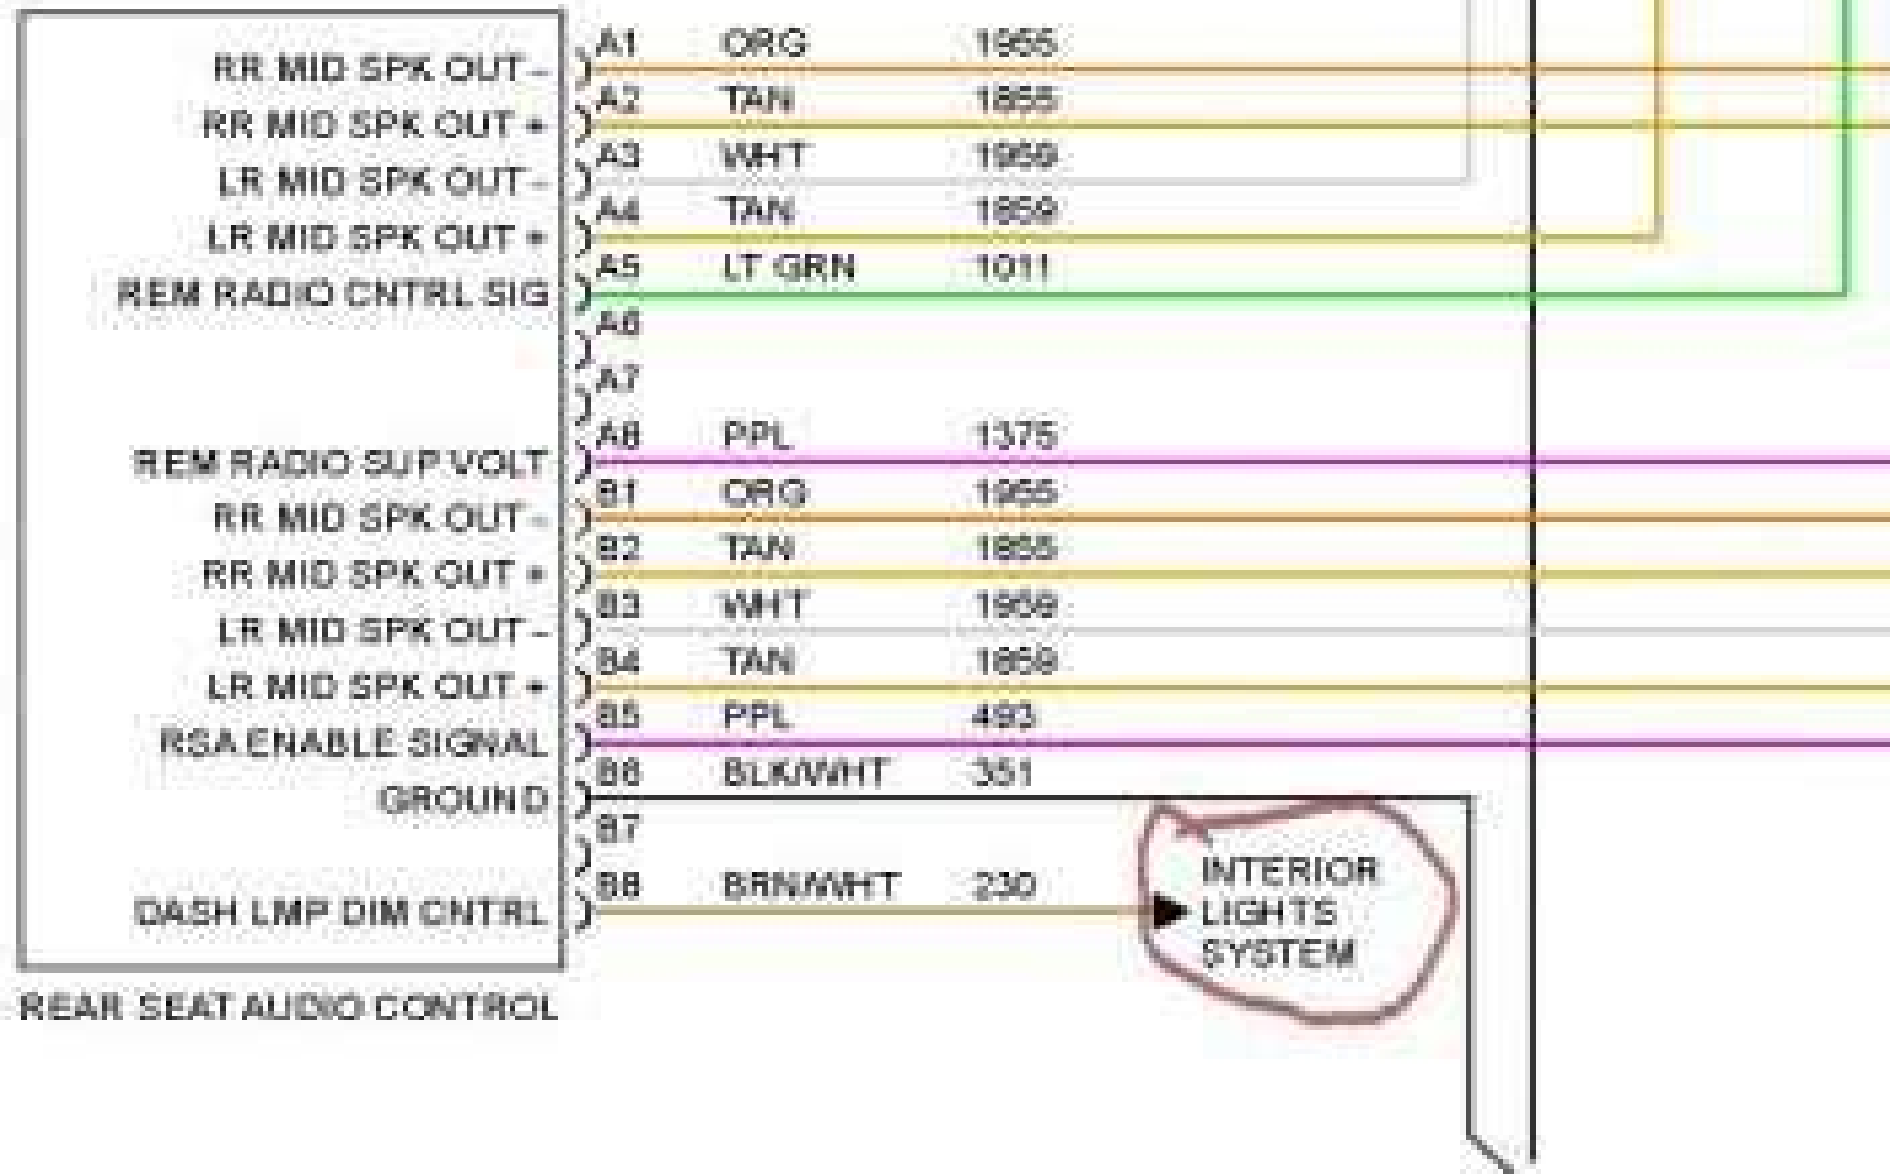 A1 ORG 1955
RR MID SPK OUT -
A2 TAN 1855
RR MID SPK OUT +
A3 WHT 1959
LR MID SPK OUT -
A4 TAN 1859
LR MID SPK OUT +
A5 LT GRN 1011
REM RADIO CNTRL SIG
A6
A7
A8 PPL 1375
REM RADIO SUP VOLT
B1 ORG 1955
RR MID SPK OUT -
B2 TAN 1855
RR MID SPK OUT +
B3 WHT 1959
LR MID SPK OUT -
B4 TAN 1859
LR MID SPK OUT +
B5 PPL 493
RSA ENABLE SIGNAL
B6 BLK/WHT 351
GROUND
B7
B8 BRN/WHT 230
DASH LMP DIM CNTRL
INTERIOR
LIGHTS
SYSTEM
REAR SEAT AUDIO CONTROL